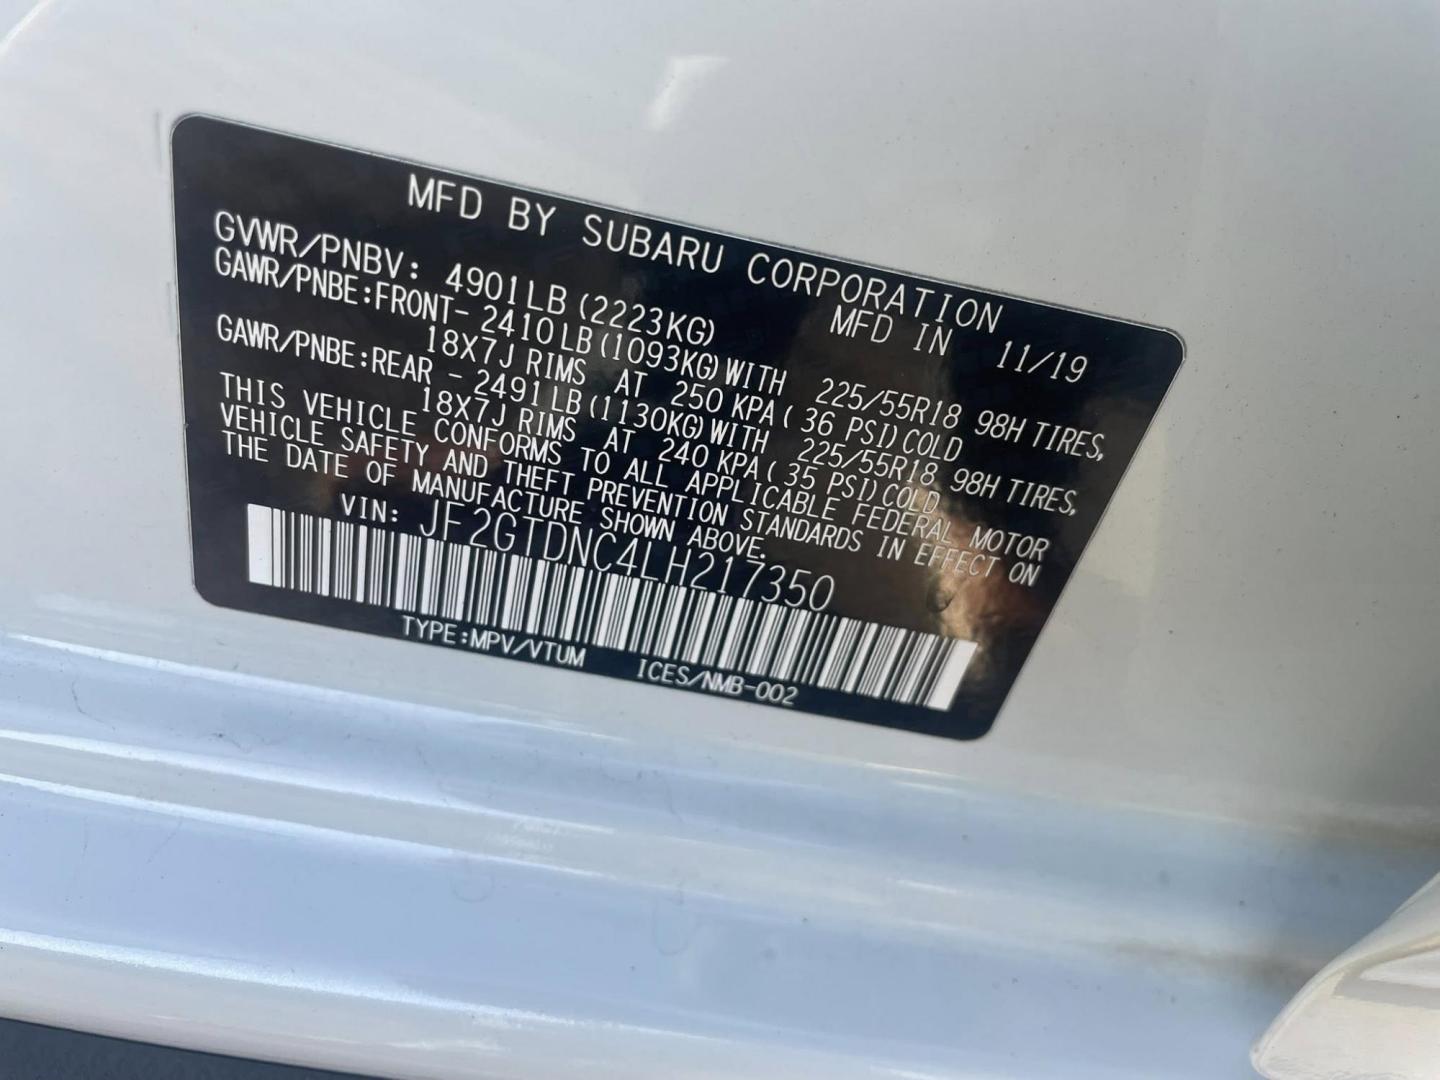 MFD BY SUBARU CORPORATION
GVWR/PNBV: 4901LB (2223KG) MFD IN 11/19
GAWR/PNBE:FRONT- 2410LB (1093KG) WITH 225/55R18 98H TIRES,
18X7J RIMS AT 250 KPA( 36 PSI) COLD
GAWR/PNBE:REAR - 2491LB (1130KG) WITH 225/55R18 98H TIRES,
18X7J RIMS AT 240 KPA( 35 PSI) COLD
THIS VEHICLE CONFORMS TO ALL APPLICABLE FEDERAL MOTOR
VEHICLE SAFETY AND THEFT PREVENTION STANDARDS IN EFFECT ON
THE DATE OF MANUFACTURE SHOWN ABOVE.
VIN: JF2GTDNC4LH217350
TYPE:MPV/VTUM ICES/NMB-002